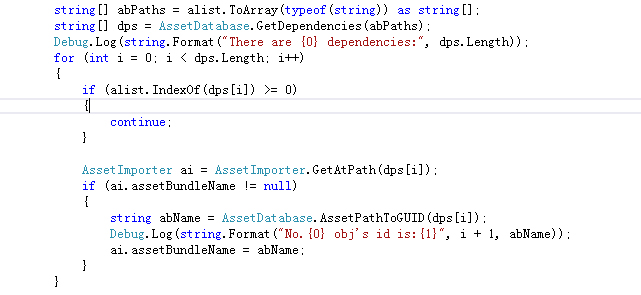 string[] abPaths = alist.ToArray(typeof(string)) as string[];
string[] dps = AssetDatabase.GetDependencies(abPaths);
Debug.Log(string.Format("There are {0} dependencies:", dps.Length));
for (int i = 0; i < dps.Length; i++)
{
if (alist.IndexOf(dps[i]) >= 0)
{
continue;
}
AssetImporter ai = AssetImporter.GetAtPath(dps[i]);
if (ai.assetBundleName != null)
{
string abName = AssetDatabase.AssetPathToGUID(dps[i]);
Debug.Log(string.Format("No.{0} obj's id is:{1}", i + 1, abName));
ai.assetBundleName = abName;
}
}